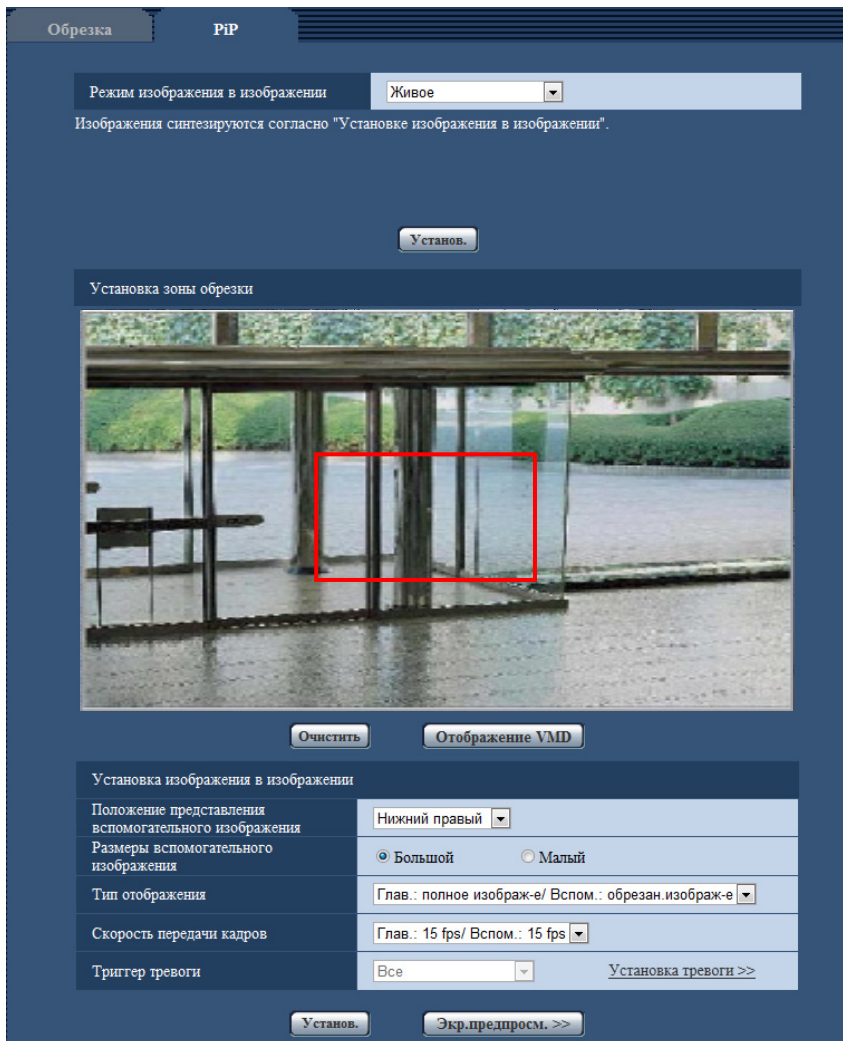 Обрезка PiP
Режим изображения в изображении Живое
Изображения синтезируются согласно "Установке изображения в изображении".
Установ.
Установка зоны обрезки
Очистить Отображение VMD
Установка изображения в изображении
Положение представления
вспомогательного изображения
Нижний правый
Размеры вспомогательного
изображения
Большой Малый
Тип отображения Глав.: полное изображ-е/ Вспом.: обрезан.изображ-е
Скорость передачи кадров Глав.: 15 fps/ Вспом.: 15 fps
Триггер тревоги Все Установка тревоги >>
Установ. Экр.предпросм. >>